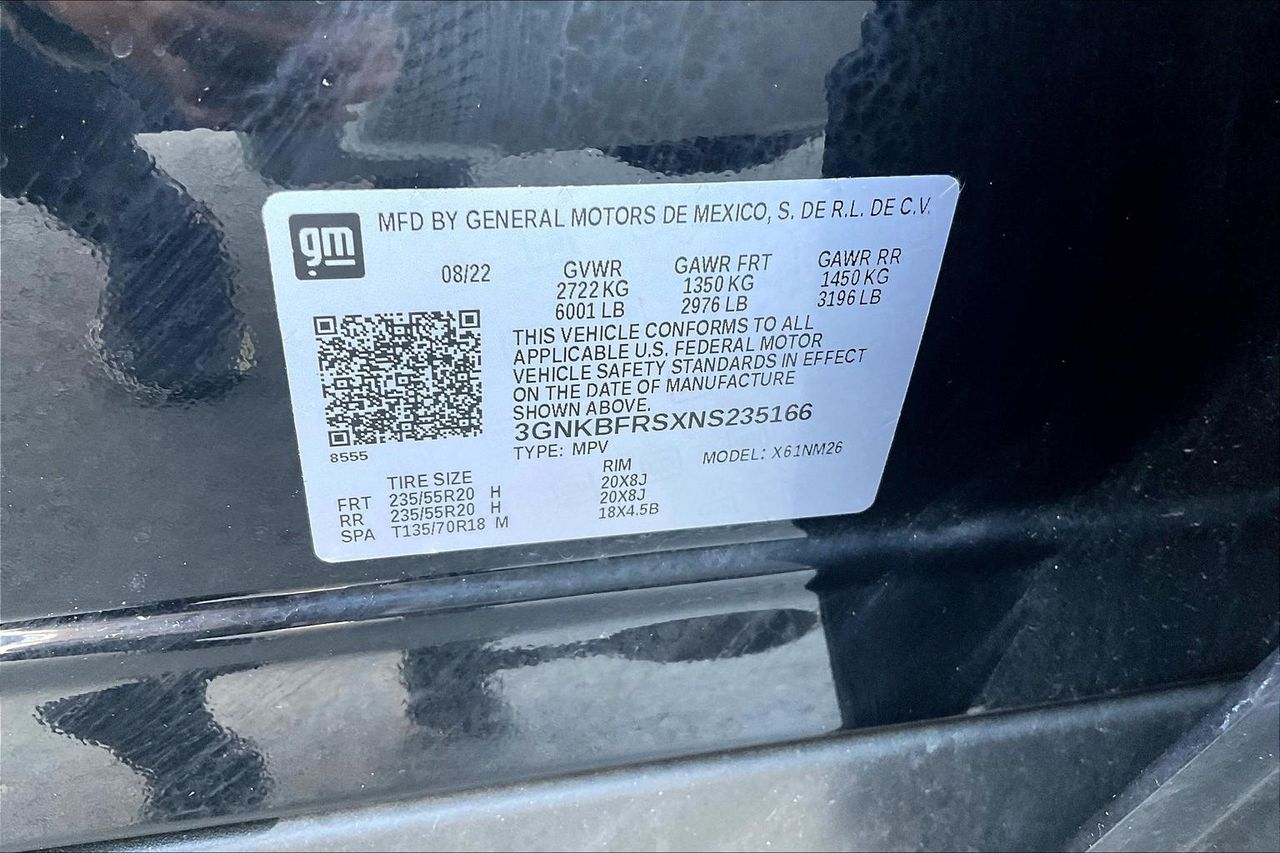 gm
MFD BY GENERAL MOTORS DE MEXICO, S. DE R.L. DE C.V.
08/22 GVWR GAWR FRT GAWR RR
2722 KG 1350 KG 1450 KG
6001 LB 2976 LB 3196 LB
THIS VEHICLE CONFORMS TO ALL
APPLICABLE U.S. FEDERAL MOTOR
VEHICLE SAFETY STANDARDS IN EFFECT
ON THE DATE OF MANUFACTURE
SHOWN ABOVE.
3GNKBFRSXNS235166
8555
TYPE: MPV MODEL: X61NM26
TIRE SIZE RIM
FRT 235/55R20 H 20X8J
RR 235/55R20 H 20X8J
SPA T135/70R18 M 18X4.5B